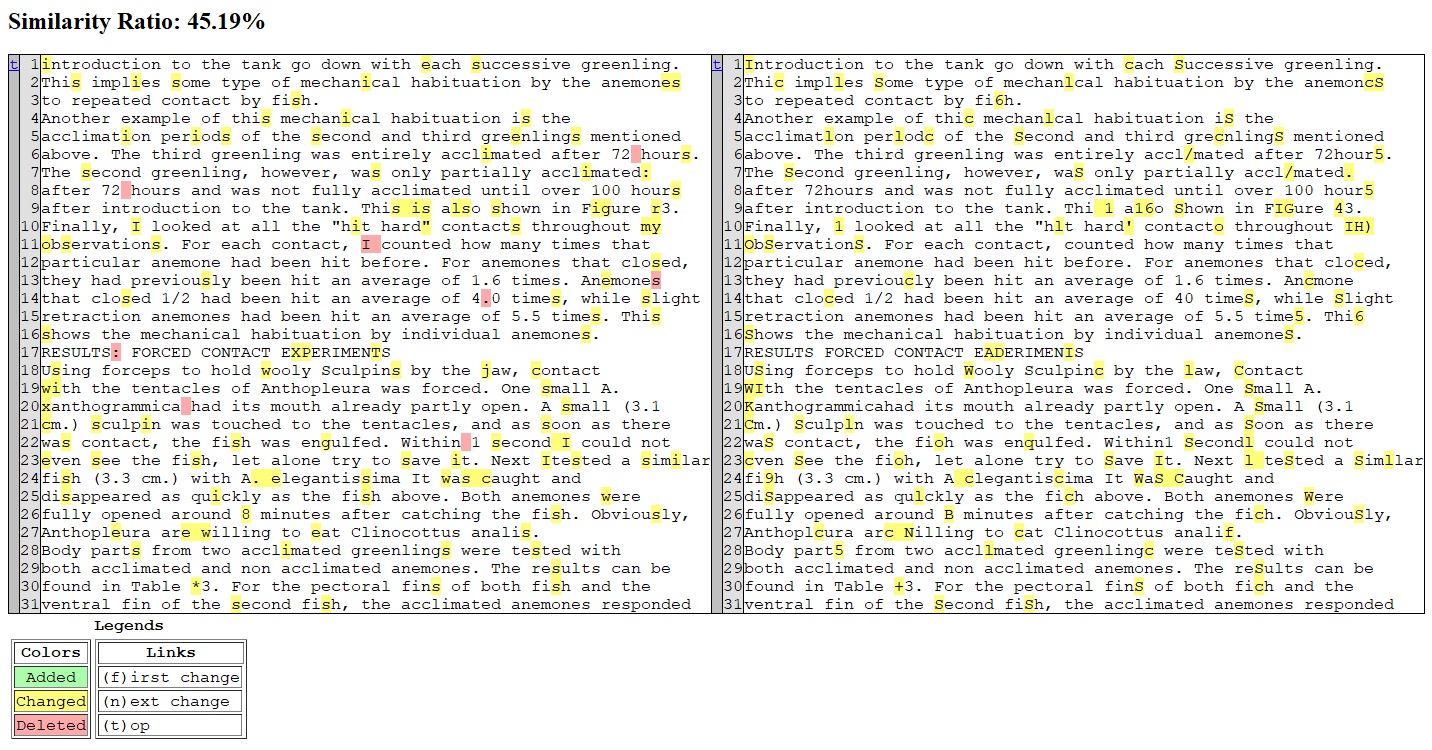 Similarity Ratio: 45.19%
t 1 introduction to the tank go down with each successive greenling. t 1 Introduction to the tank go down with cach Successive greenling.
2 This implies some type of mechanical habituation by the anemones 2 Thic implles Some type of mechanlcal habituation by the anemoncS
3 to repeated contact by fish. 3 to repeated contact by fi6h.
4 Another example of this mechanical habituation is the 4 Another example of thic mechanlcal habituation iS the
5 acclimation periods of the second and third greenlings mentioned 5 acclimatlon perlodc of the Second and third grecnlingS mentioned
6 above. The third greenling was entirely acclimated after 72 hours. 6 above. The third greenling was entirely accl/mated after 72hour5.
7 The second greenling, however, was only partially acclimated: 7 The Second greenling, however, waS only partially accl/mated.
8 after 72 hours and was not fully acclimated until over 100 hours 8 after 72hours and was not fully acclimated until over 100 hour5
9 after introduction to the tank. This is also shown in Figure r3. 9 after introduction to the tank. Thi 1 a16o Shown in FIGure 43.
10 Finally, I looked at all the "hit hard" contacts throughout my 10 Finally, 1 looked at all the "hlt hard' contacto throughout IH)
11 observations. For each contact, I counted how many times that 11 ObServationS. For each contact, counted how many times that
12 particular anemone had been hit before. For anemones that closed, 12 particular anemone had been hit before. For anemones that cloced,
13 they had previously been hit an average of 1.6 times. Anemones 13 they had previoucly been hit an average of 1.6 times. Ancmone
14 that closed 1/2 had been hit an average of 4.0 times, while slight 14 that cloced 1/2 had been hit an average of 40 timeS, while Slight
15 retraction anemones had been hit an average of 5.5 times. This 15 retraction anemones had been hit an average of 5.5 time5. Thi6
16 shows the mechanical habituation by individual anemones. 16 Shows the mechanical habituation by individual anemoneS.
17 RESULTS: FORCED CONTACT EXPERIMENTS 17 RESULTS FORCED CONTACT EADERIMENIS
18 Using forceps to hold wooly Sculpins by the jaw, contact 18 USing forceps to hold Wooly Sculpinc by the law, Contact
19 with the tentacles of Anthopleura was forced. One small A. 19 WIth the tentacles of Anthopleura was forced. One Small A.
20 xanthogrammica had its mouth already partly open. A small (3.1 20 Kanthogrammicahad its mouth already partly open. A Small (3.1
21 cm.) sculpin was touched to the tentacles, and as soon as there 21 Cm.) Sculpln was touched to the tentacles, and as Soon as there
22 was contact, the fish was engulfed. Within 1 second I could not 22 waS contact, the fioh was enqulfed. Within1 Secondl could not
23 even see the fish, let alone try to save it. Next Itested a similar 23 cven See the fioh, let alone try to Save It. Next l teSted a Simllar
24 fish (3.3 cm.) with A. elegantissima It was caught and 24 fi9h (3.3 cm.) with A clegantiscima It WaS Caught and
25 disappeared as quickly as the fish above. Both anemones were 25 diSappeared as qulckly as the fich above. Both anemones Were
26 fully opened around 8 minutes after catching the fish. Obviously, 26 fully opened around B minutes after catching the fich. ObviouSly,
27 Anthopleura are willing to eat Clinocottus analis. 27 Anthoplcura arc Nilling to cat Clinocottus analif.
28 Body parts from two acclimated greenlings were tested with 28 Body part5 from two accllmated greenlingc were teSted with
29 both acclimated and non acclimated anemones. The results can be 29 both acclimated and non acclimated anemones. The reSults can be
30 found in Table *3. For the pectoral fins of both fish and the 30 found in Table +3. For the pectoral finS of both fich and the
31 ventral fin of the second fish, the acclimated anemones responded 31 ventral fin of the Second fiSh, the acclimated anemones responded
Legends
Colors Links
Added (f)irst change
Changed (n)ext change
Deleted (t)op